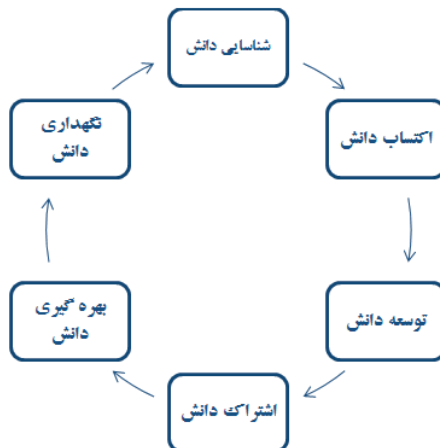 شناسایی دانش
اکتساب دانش
توسعه دانش
اشتراک دانش
بهره گیری
دانش
نگهداری
دانش